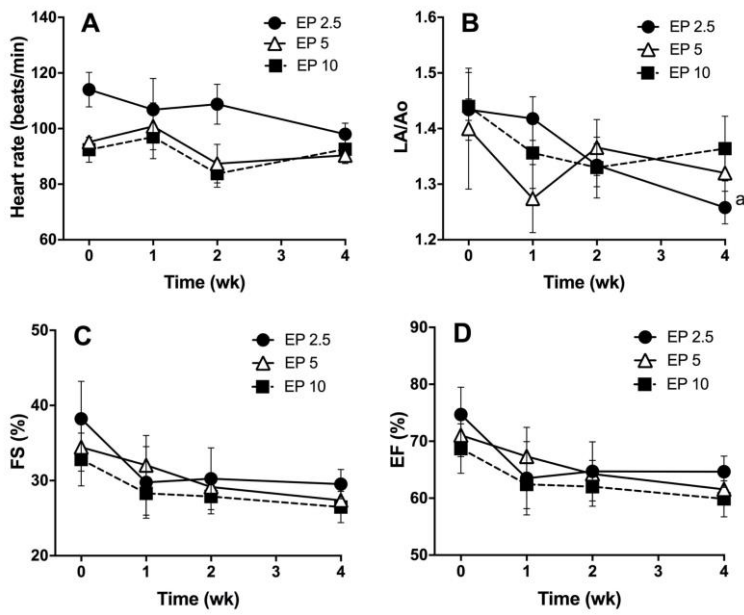 A
EP 2.5
EP 5
EP 10
Heart rate (beats/min)
140
120
100
80
60
0 1 2 3 4
Time (wk)
B
EP 2.5
EP 5
EP 10
LA/Ao
1.6
1.5
1.4
1.3
1.2
a
0 1 2 3 4
Time (wk)
C
EP 2.5
EP 5
EP 10
FS (%)
50
40
30
20
0 1 2 3 4
Time (wk)
D
EP 2.5
EP 5
EP 10
EF (%)
90
80
70
60
50
0 1 2 3 4
Time (wk)